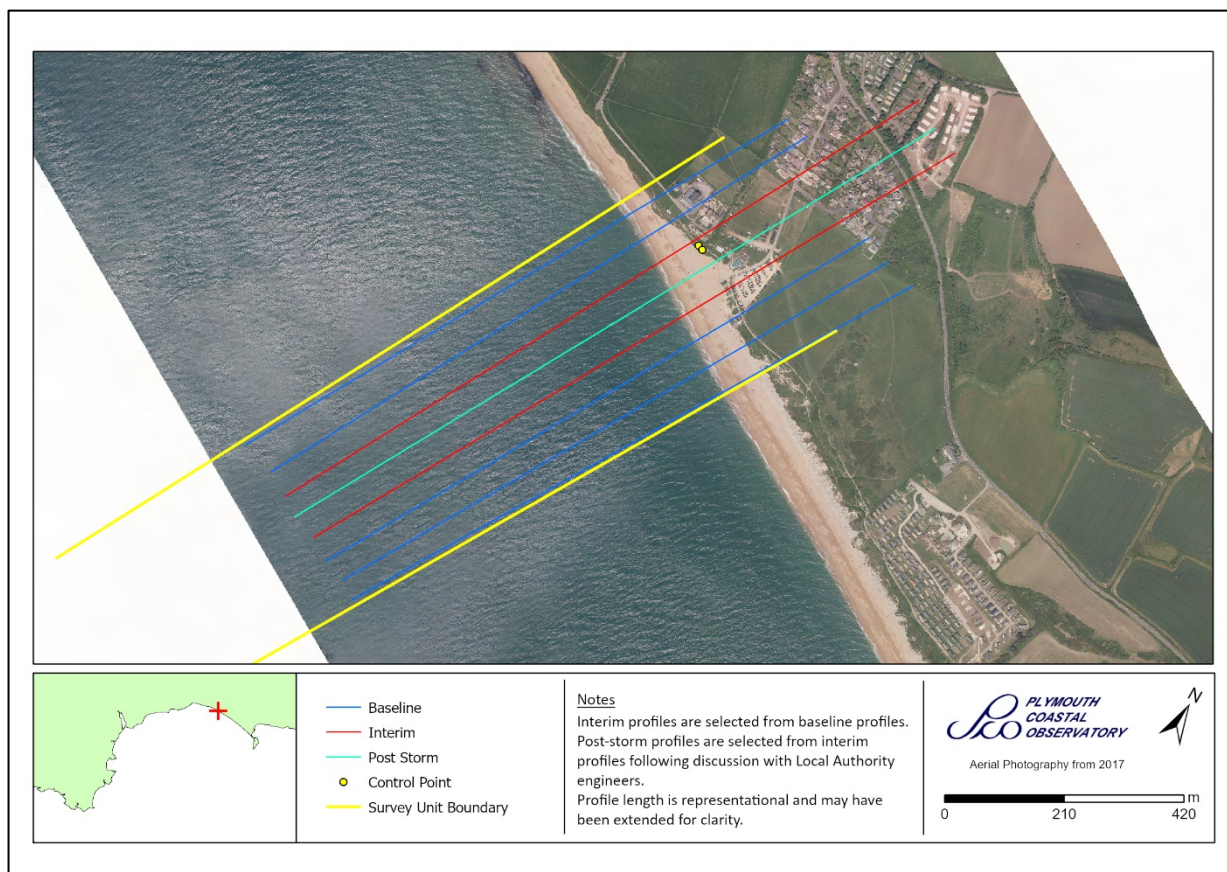 Baseline
Interim
Post Storm
Control Point
Survey Unit Boundary
Notes
Interim profiles are selected from baseline profiles.
Post-storm profiles are selected from interim
profiles following discussion with Local Authority
engineers.
Profile length is representational and may have
been extended for clarity.
PCO
PLYMOUTH
COASTAL
OBSERVATORY
N
Aerial Photography from 2017
m
0 210 420